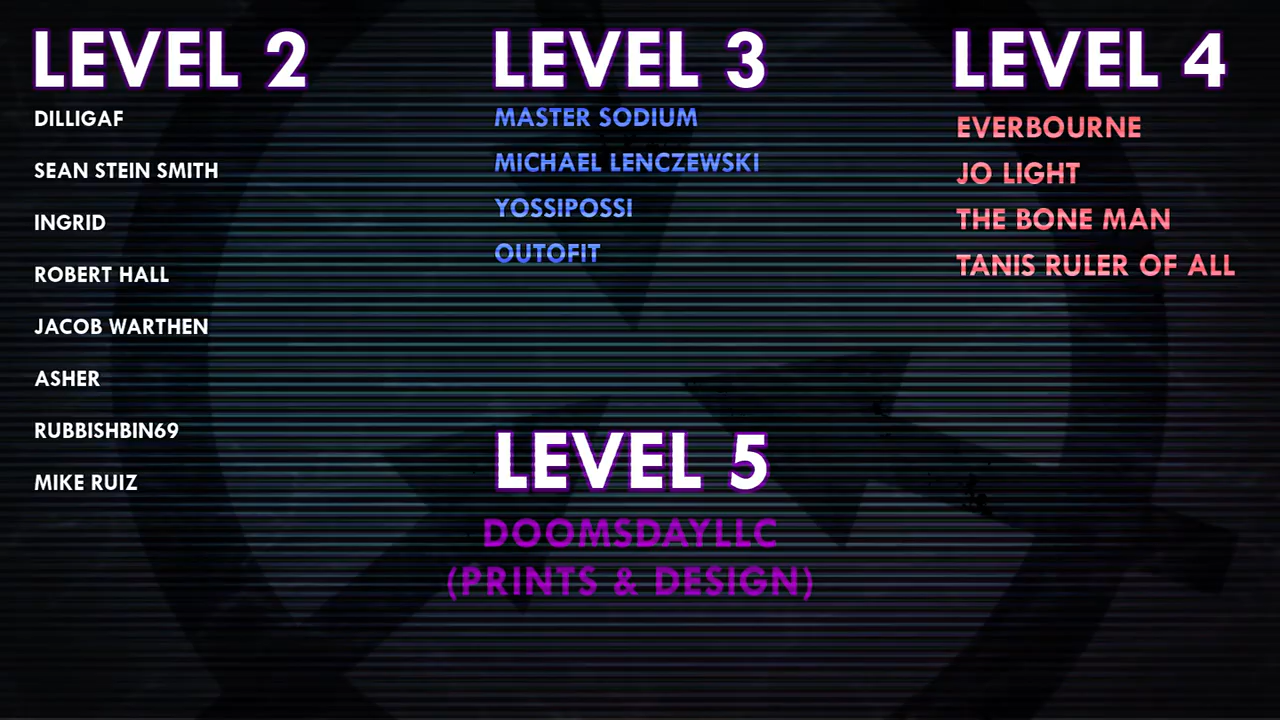 LEVEL 2
DILLIGAF
SEAN STEIN SMITH
INGRID
ROBERT HALL
JACOB WARTHEN
ASHER
RUBBISHBIN69
MIKE RUIZ
LEVEL 3
MASTER SODIUM
MICHAEL LENCZEWSKI
YOSSIPOSSI
OUTOFIT
LEVEL 4
EVERBOURNE
JO LIGHT
THE BONE MAN
TANIS RULER OF ALL
LEVEL 5
DOOMSDAYLLC
(PRINTS & DESIGN)